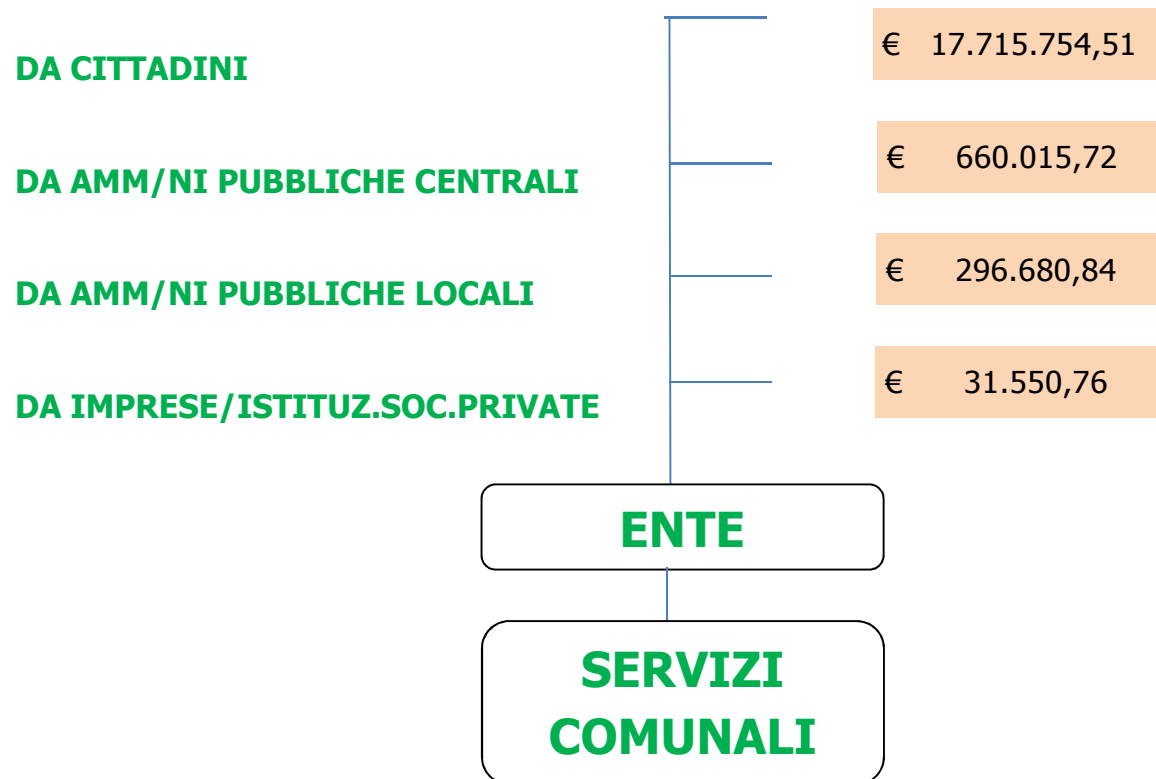 € 17.715.754,51
DA CITTADINI
€ 660.015,72
DA AMM/NI PUBBLICHE CENTRALI
€ 296.680,84
DA AMM/NI PUBBLICHE LOCALI
€ 31.550,76
DA IMPRESE/ISTITUZ.SOC.PRIVATE
ENTE
SERVIZI
COMUNALI